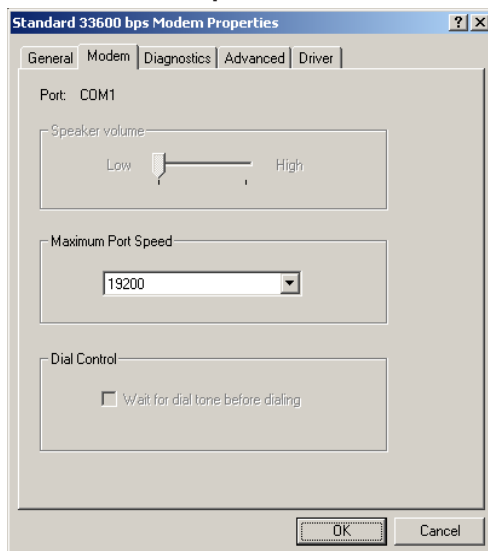 Standard 33600 bps Modem Properties
General Modem Diagnostics Advanced Driver
Port: COM1
Speaker volume
Low High
Maximum Port Speed
19200
Dial Control
Wait for dial tone before dialing
OK Cancel